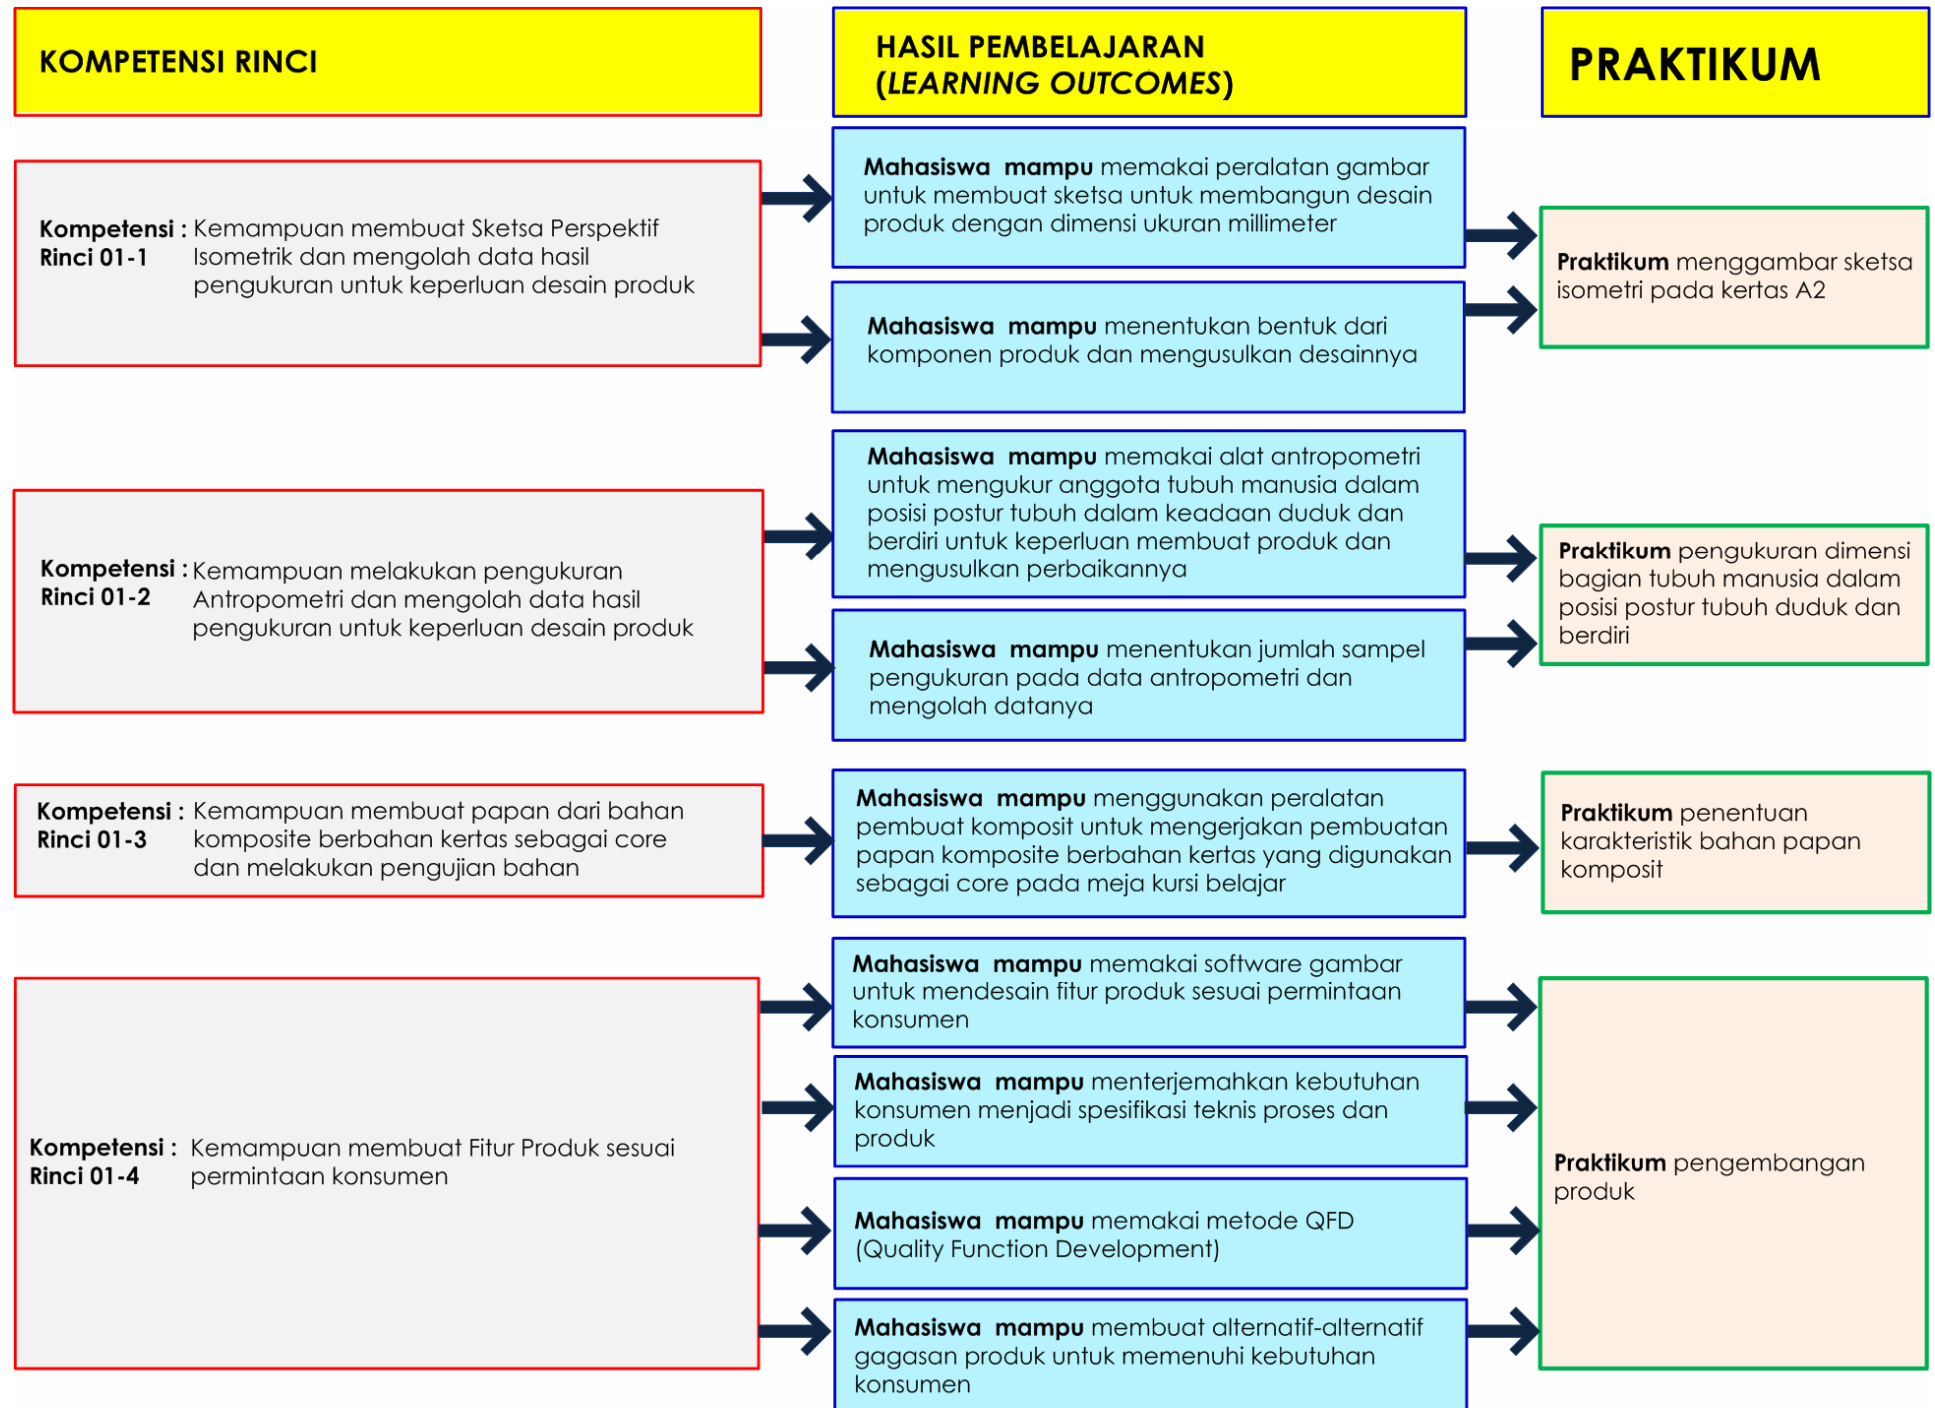 KOMPETENSI RINCI
HASIL PEMBELAJARAN
(LEARNING OUTCOMES)
PRAKTIKUM
Kompetensi : Kemampuan membuat Sketsa Perspektif
Rinci 01-1 Isometrik dan mengolah data hasil
pengukuran untuk keperluan desain produk
Mahasiswa mampu memakai peralatan gambar
untuk membuat sketsa untuk membangun desain
produk dengan dimensi ukuran millimeter
Mahasiswa mampu menentukan bentuk dari
komponen produk dan mengusulkan desainnya
Praktikum menggambar sketsa
isometri pada kertas A2
Kompetensi : Kemampuan melakukan pengukuran
Rinci 01-2 Antropometri dan mengolah data hasil
pengukuran untuk keperluan desain produk
Mahasiswa mampu memakai alat antropometri
untuk mengukur anggota tubuh manusia dalam
posisi postur tubuh dalam keadaan duduk dan
berdiri untuk keperluan membuat produk dan
mengusulkan perbaikannya
Mahasiswa mampu menentukan jumlah sampel
pengukuran pada data antropometri dan
mengolah datanya
Praktikum pengukuran dimensi
bagian tubuh manusia dalam
posisi postur tubuh duduk dan
berdiri
Kompetensi : Kemampuan membuat papan dari bahan
Rinci 01-3 komposite berbahan kertas sebagai core
dan melakukan pengujian bahan
Mahasiswa mampu menggunakan peralatan
pembuat komposit untuk mengerjakan pembuatan
papan komposite berbahan kertas yang digunakan
sebagai core pada meja kursi belajar
Praktikum penentuan
karakteristik bahan papan
komposit
Kompetensi : Kemampuan membuat Fitur Produk sesuai
Rinci 01-4 permintaan konsumen
Mahasiswa mampu memakai software gambar
untuk mendesain fitur produk sesuai permintaan
konsumen
Mahasiswa mampu menterjemahkan kebutuhan
konsumen menjadi spesifikasi teknis proses dan
produk
Mahasiswa mampu memakai metode QFD
(Quality Function Development)
Mahasiswa mampu membuat alternatif-alternatif
gagasan produk untuk memenuhi kebutuhan
konsumen
Praktikum pengembangan
produk